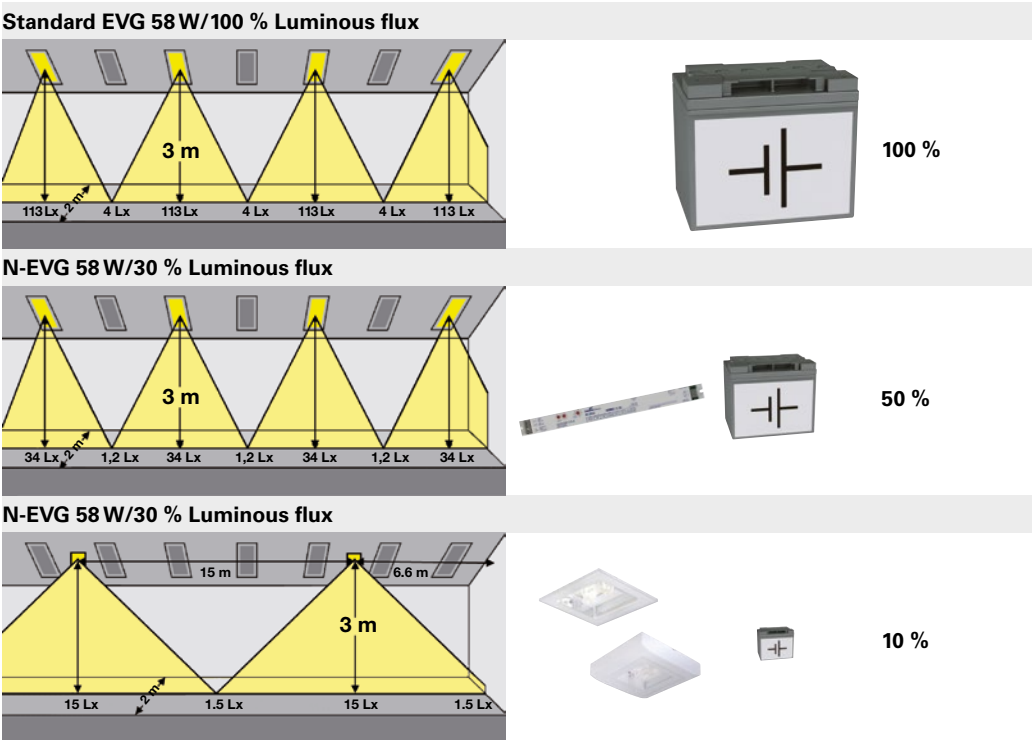 Standard EVG 58 W/100 % Luminous flux
3 m
113 Lx 2 m 4 Lx 113 Lx 4 Lx 113 Lx 4 Lx 113 Lx
100 %
N-EVG 58 W/30 % Luminous flux
3 m
34 Lx 2 m 1,2 Lx 34 Lx 1,2 Lx 34 Lx 1,2 Lx 34 Lx
50 %
N-EVG 58 W/30 % Luminous flux
15 m 6.6 m
3 m
15 Lx 2 m 1.5 Lx 15 Lx 1.5 Lx
10 %